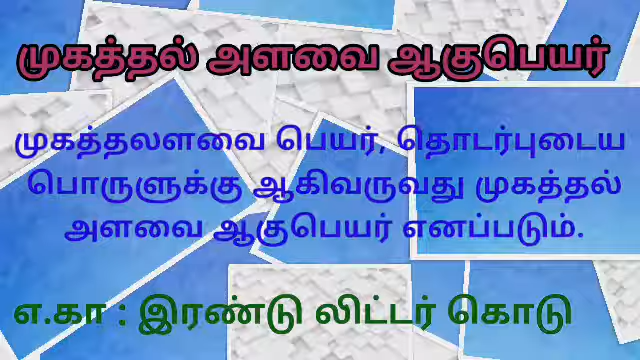 முகத்தல் அளவை ஆகுபெயர்
முகத்தலளவை பெயர், தொடர்புடைய
பொருளுக்கு ஆகிவருவது முகத்தல்
அளவை ஆகுபெயர் எனப்படும்.
எ.கா : இரண்டு லிட்டர் கொடு